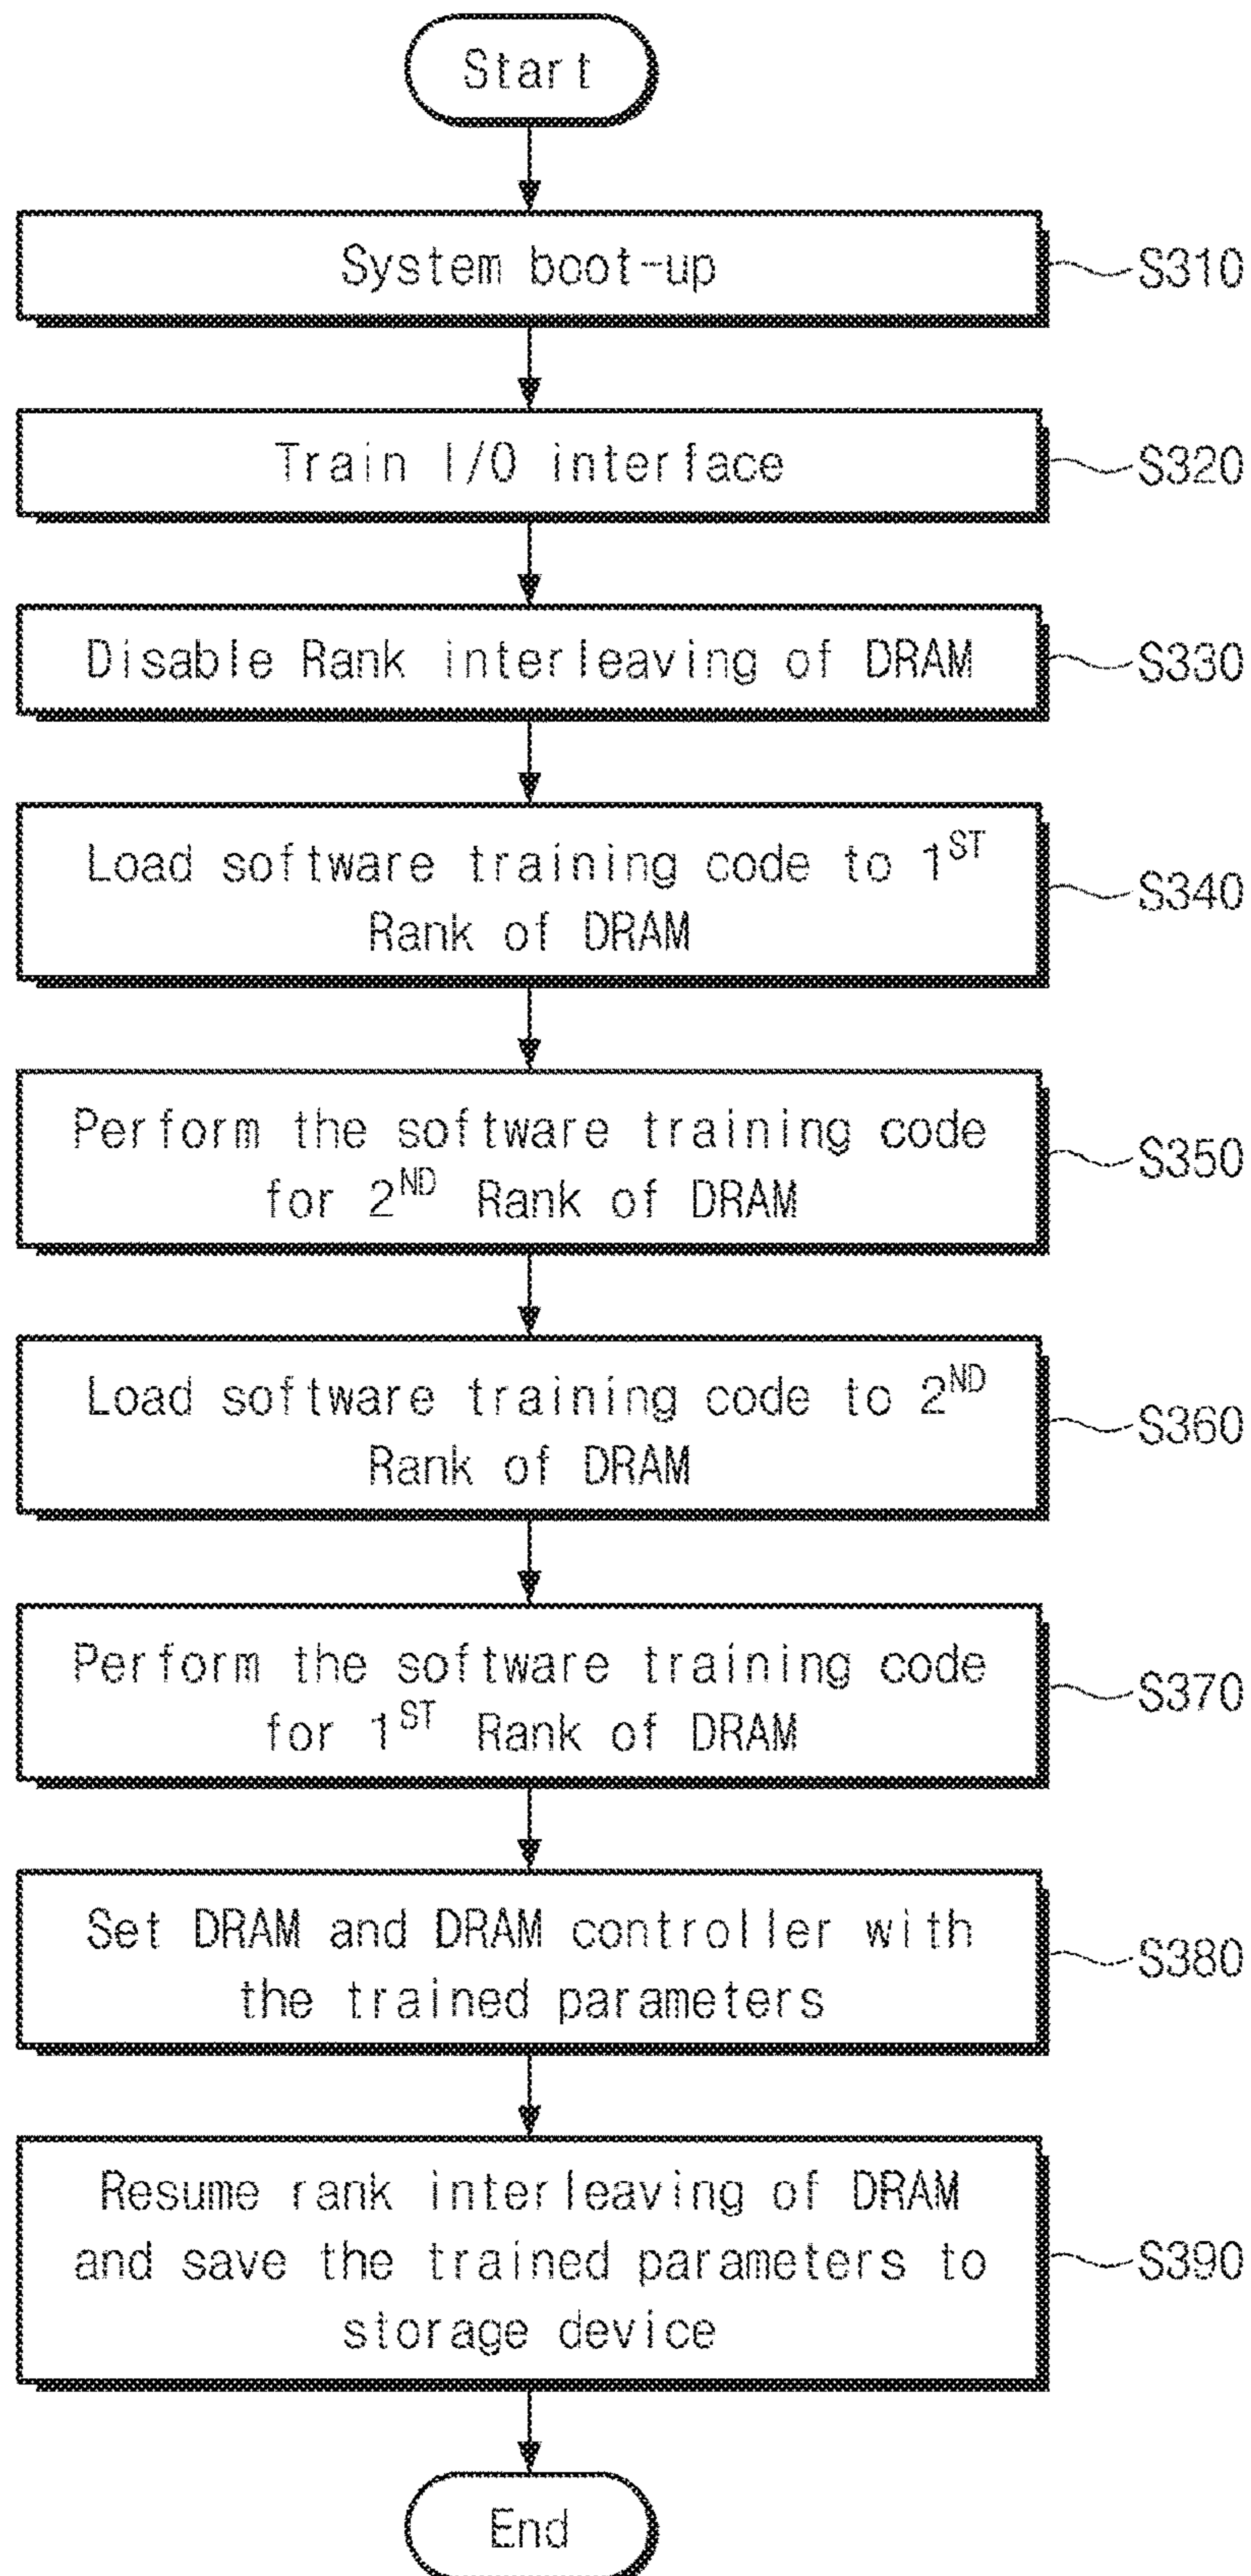 Start
System boot-up
S310
Train I/O interface
S320
Disable Rank interleaving of DRAM
S330
Load software training code to 1ST
Rank of DRAM
S340
Perform the software training code
for 2ND Rank of DRAM
S350
Load software training code to 2ND
Rank of DRAM
S360
Perform the software training code
for 1ST Rank of DRAM
S370
Set DRAM and DRAM controller with
the trained parameters
S380
Resume rank interleaving of DRAM
and save the trained parameters to
storage device
S390
End